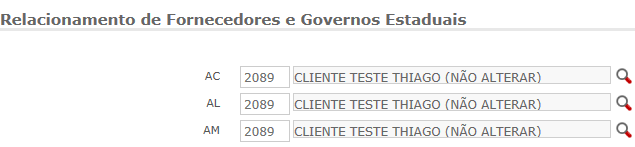 Relacionamento de Fornecedores e Governos Estaduais
AC 2089 CLIENTE TESTE THIAGO (NÃO ALTERAR)
AL 2089 CLIENTE TESTE THIAGO (NÃO ALTERAR)
AM 2089 CLIENTE TESTE THIAGO (NÃO ALTERAR)